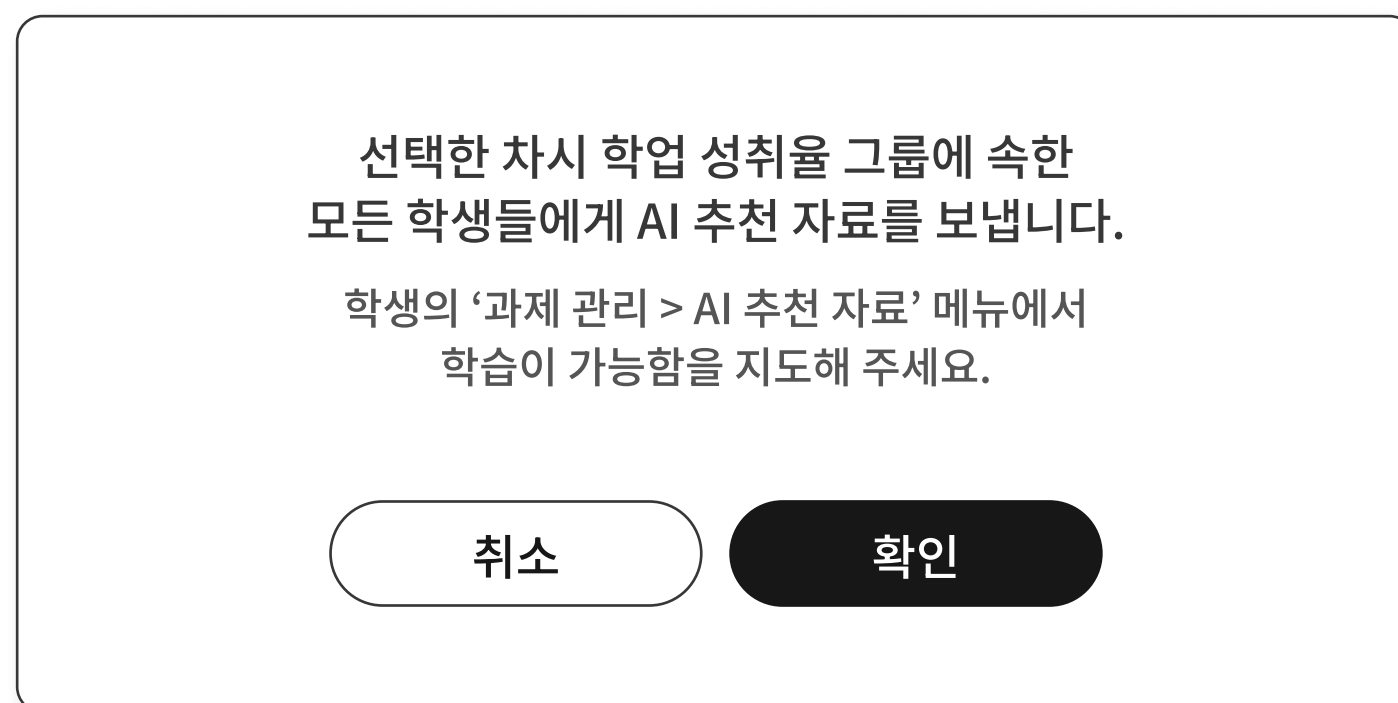 선택한 차시 학업 성취율 그룹에 속한
모든 학생들에게 AI 추천 자료를 보냅니다.
학생의 ‘과제 관리 > AI 추천 자료’ 메뉴에서
학습이 가능함을 지도해 주세요.
취소
확인